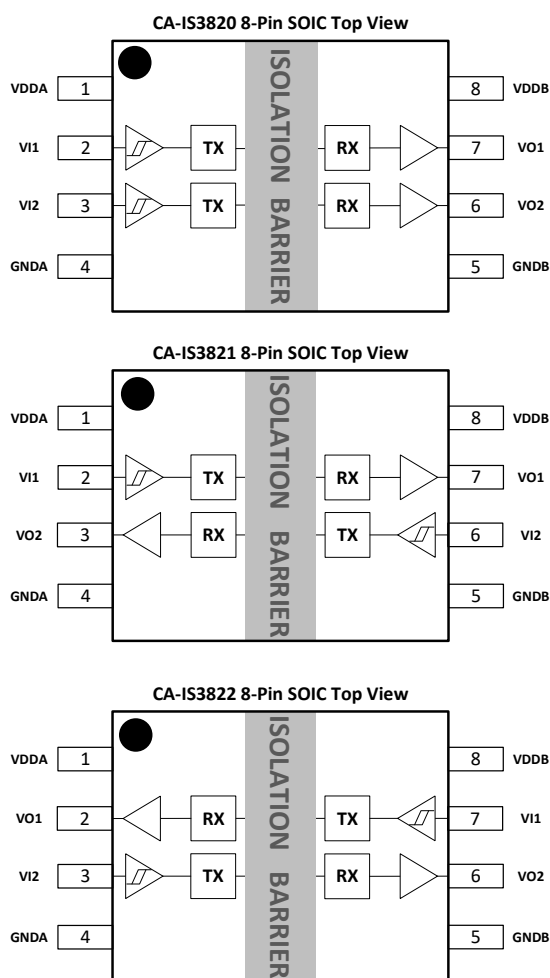 CA-IS3820 8-Pin SOIC Top View
VDDA 1 8 VDDB
VI1 2 TX RX 7 VO1
VI2 3 TX RX 6 VO2
GNDA 4 5 GNDB
ISOLATION BARRIER
CA-IS3821 8-Pin SOIC Top View
VDDA 1 8 VDDB
VI1 2 TX RX 7 VO1
VO2 3 RX TX 6 VI2
GNDA 4 5 GNDB
ISOLATION BARRIER
CA-IS3822 8-Pin SOIC Top View
VDDA 1 8 VDDB
VO1 2 RX TX 7 VI1
VI2 3 TX RX 6 VO2
GNDA 4 5 GNDB
ISOLATION BARRIER